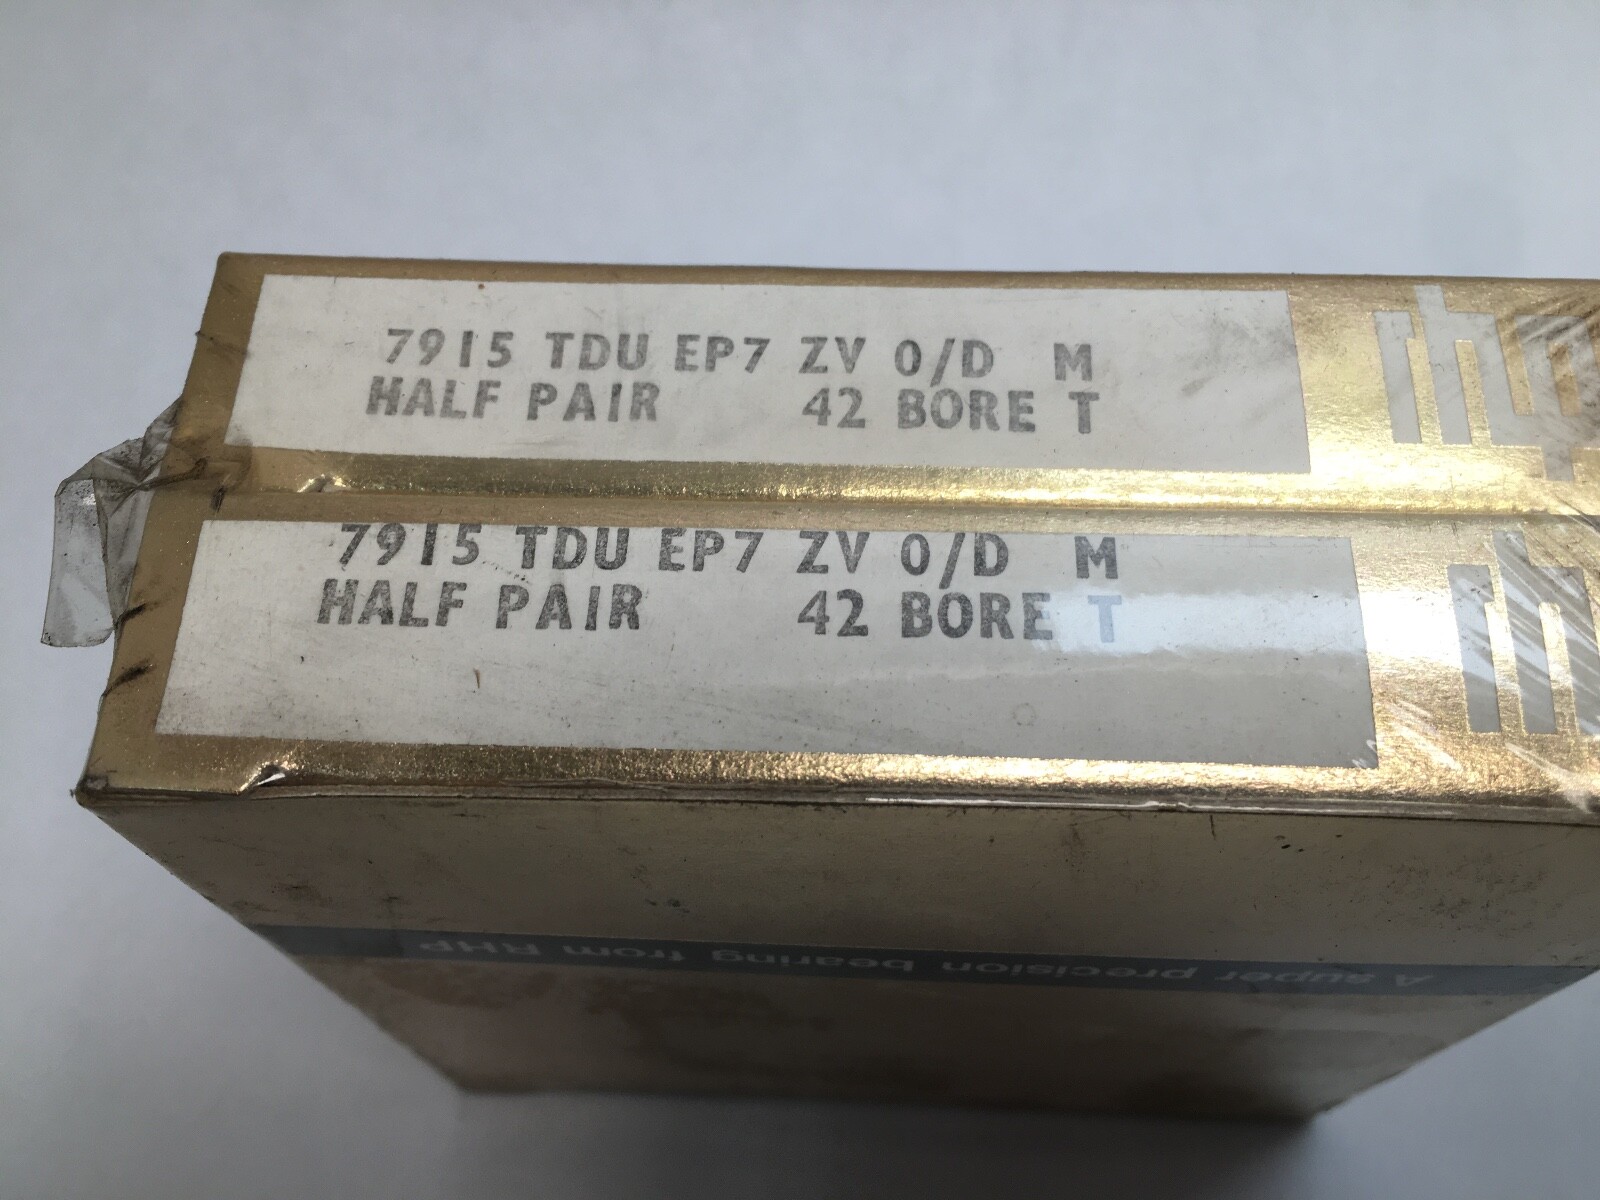 7915 TDU EP7 ZV O/D M
HALF PAIR 42 BORE T
rhp
7915 TDU EP7 ZV O/D M
HALF PAIR 42 BORE T
A super precision bearing from RHP